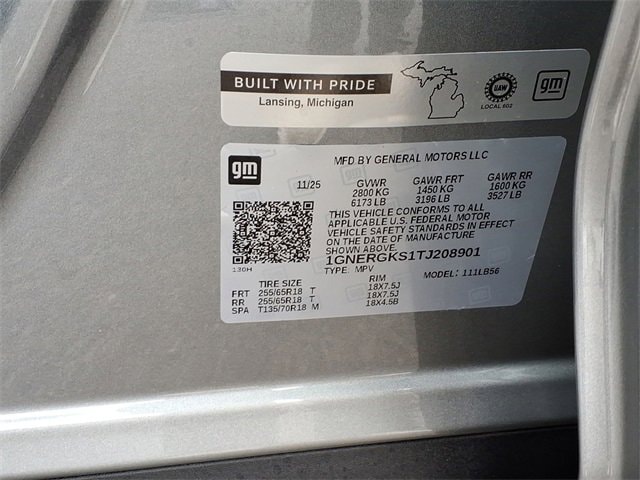 BUILT WITH PRIDE
Lansing, Michigan
UAW
LOCAL 602
gm
gm
MFD BY GENERAL MOTORS LLC
11/25
GVWR GAWR FRT GAWR RR
2800 KG 1450 KG 1600 KG
6173 LB 3196 LB 3527 LB
THIS VEHICLE CONFORMS TO ALL
APPLICABLE U.S. FEDERAL MOTOR
VEHICLE SAFETY STANDARDS IN EFFECT
ON THE DATE OF MANUFACTURE
SHOWN ABOVE
1GNERGKS1TJ208901
130H
TYPE: MPV MODEL: 111LB56
TIRE SIZE RIM
FRT 255/65R18 T 18X7.5J
RR 255/65R18 T 18X7.5J
SPA T135/70R18 M 18X4.5B